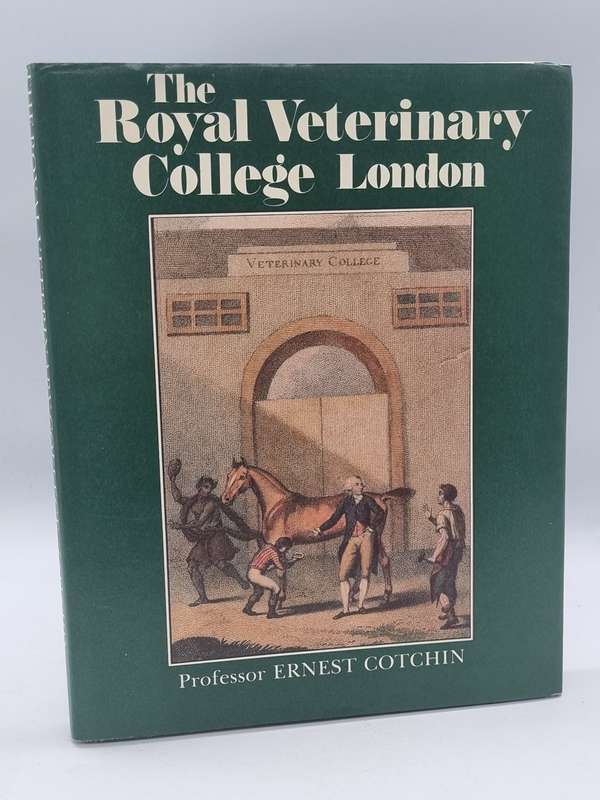 The
Royal Veterinary
College London
VETERINARY COLLEGE
Professor ERNEST COTCHIN